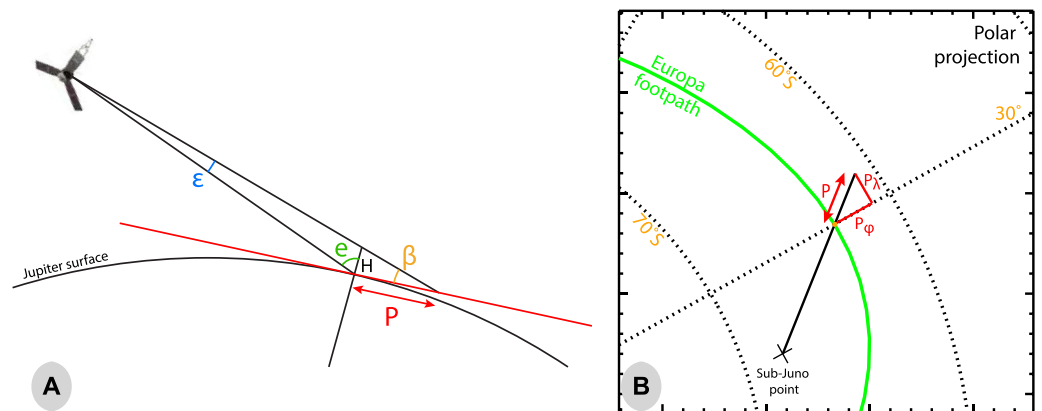 ε
e
H
β
Jupiter surface
P
A
Polar
projection
Europa
footpath
60°S
30°
P
Pλ
Pφ
70°S
Sub-Juno
point
B